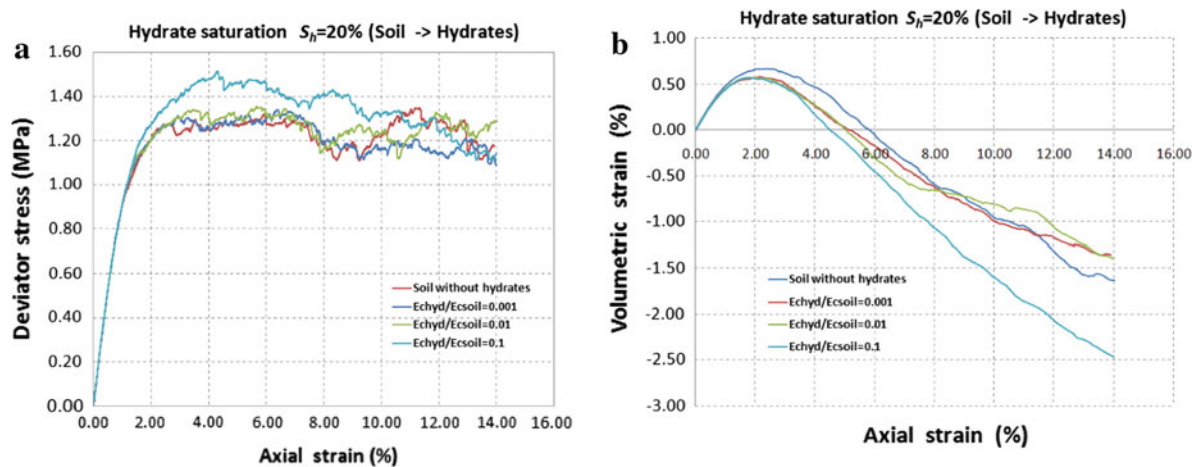 a
Hydrate saturation Sh=20% (Soil -> Hydrates)
1.60
1.40
1.20
1.00
0.80
0.60
0.40
0.20
0.00
Deviator stress (MPa)
Soil without hydrates
Echyd/Ecsoil=0.001
Echyd/Ecsoil=0.01
Echyd/Ecsoil=0.1
0.00 2.00 4.00 6.00 8.00 10.00 12.00 14.00 16.00
Axial strain (%)
b
Hydrate saturation Sh=20% (Soil -> Hydrates)
1.00
0.50
0.00
-0.50
-1.00
-1.50
-2.00
-2.50
-3.00
Volumetric strain (%)
0.00 2.00 4.00 6.00 8.00 10.00 12.00 14.00 16.00
Soil without hydrates
Echyd/Ecsoil=0.001
Echyd/Ecsoil=0.01
Echyd/Ecsoil=0.1
Axial strain (%)